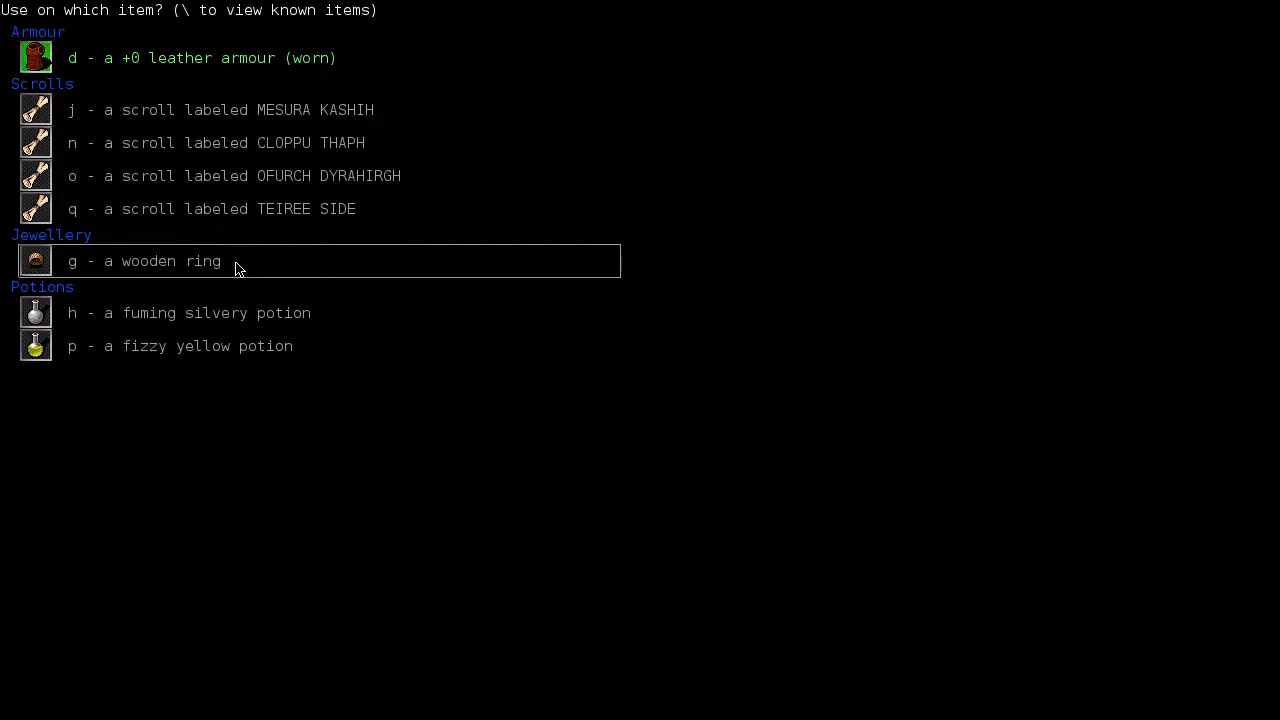 Use on which item? (\ to view known items)
Armour
d - a +0 leather armour (worn)
Scrolls
j - a scroll labeled MESURA KASHIH
n - a scroll labeled CLOPPU THAPH
o - a scroll labeled OFURCH DYRAHIRGH
q - a scroll labeled TEIREE SIDE
Jewellery
g - a wooden ring
Potions
h - a fuming silvery potion
p - a fizzy yellow potion